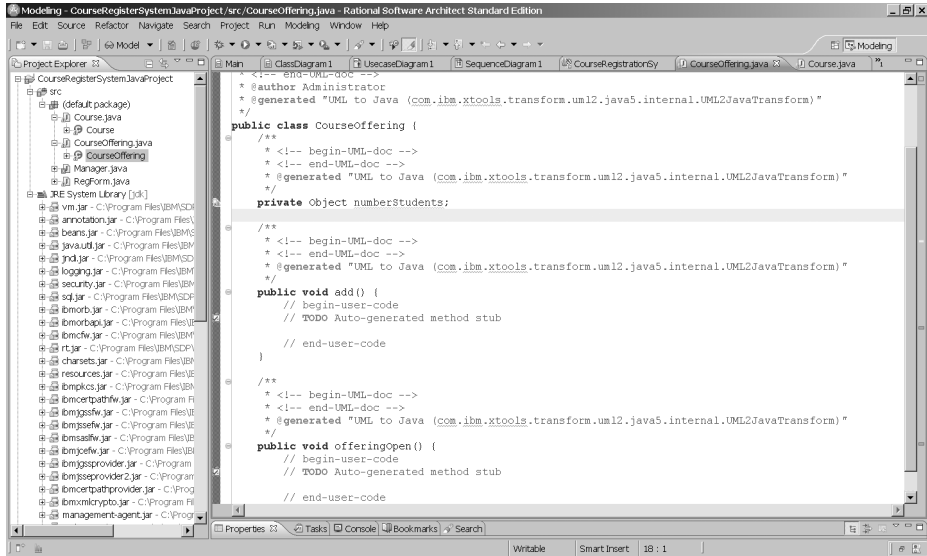 Modeling - CourseRegisterSystemJavaProject/src/CourseOffering.java - Rational Software Architect Standard Edition
File Edit Source Refactor Navigate Search Project Run Modeling Window Help
Model
Modeling
Project Explorer
Main
ClassDiagram1
UsecaseDiagram1
SequenceDiagram1
CourseRegistrationSy
CourseOffering.java
Course.java
1
CourseRegisterSystemJavaProject
src
(default package)
Course.java
Course
CourseOffering.java
CourseOffering
Manager.java
RegForm.java
JRE System Library [jdk]
vm.jar - C:\Program Files\IBM\SDP
annotation.jar - C:\Program Files\
beans.jar - C:\Program Files\IBM\S
java.util.jar - C:\Program Files\IBM
jndi.jar - C:\Program Files\IBM\SD
logging.jar - C:\Program Files\IBM
security.jar - C:\Program Files\IBM
sql.jar - C:\Program Files\IBM\SDP
ibmorb.jar - C:\Program Files\IBM\
ibmorbapi.jar - C:\Program Files\I
ibmcfw.jar - C:\Program Files\IBM\
rt.jar - C:\Program Files\IBM\SDP\
charsets.jar - C:\Program Files\IBM
resources.jar - C:\Program Files\I
ibmpkcs.jar - C:\Program Files\IBM
ibmcertpathfw.jar - C:\Program Fi
ibmjgssfw.jar - C:\Program Files\I
ibmjssefw.jar - C:\Program Files\I
ibmsaslfw.jar - C:\Program Files\IB
ibmjcefw.jar - C:\Program Files\IB
ibmjgssprovider.jar - C:\Program
ibmjsseprovider2.jar - C:\Program
ibmcertpathprovider.jar - C:\Prog
ibmxmlcrypto.jar - C:\Program Fil
management-agent.jar - C:\Progr
* <!-- end-UML-doc -->
* @author Administrator
* @generated "UML to Java (com.ibm.xtools.transform.uml2.java5.internal.UML2JavaTransform)"
*/
public class CourseOffering {
/**
* <!-- begin-UML-doc -->
* <!-- end-UML-doc -->
* @generated "UML to Java (com.ibm.xtools.transform.uml2.java5.internal.UML2JavaTransform)"
*/
private Object numberStudents;
/**
* <!-- begin-UML-doc -->
* <!-- end-UML-doc -->
* @generated "UML to Java (com.ibm.xtools.transform.uml2.java5.internal.UML2JavaTransform)"
*/
public void add() {
// begin-user-code
// TODO Auto-generated method stub
// end-user-code
}
/**
* <!-- begin-UML-doc -->
* <!-- end-UML-doc -->
* @generated "UML to Java (com.ibm.xtools.transform.uml2.java5.internal.UML2JavaTransform)"
*/
public void offeringOpen() {
// begin-user-code
// TODO Auto-generated method stub
// end-user-code
Properties Tasks Console Bookmarks Search
Writable Smart Insert 18 : 1